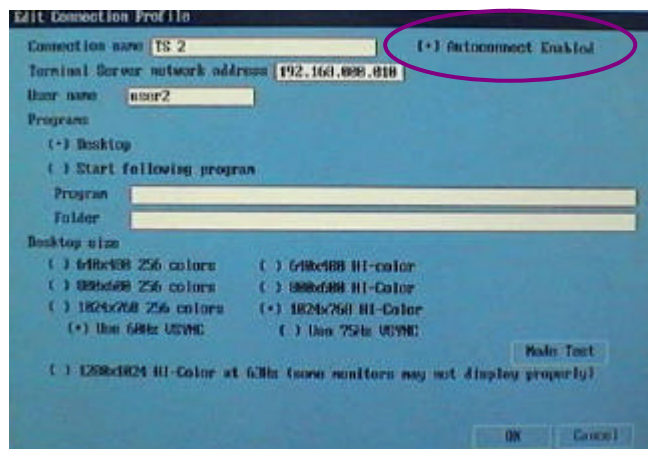 Edit Connection Profile
Connection name TS 2 (•) Autoconnect Enabled
Terminal Server network address 192.168.000.010
User name user2
Programs
(•) Desktop
( ) Start following program
Program
Folder
Desktop size
( ) 640x480 256 colors ( ) 640x480 HI-color
( ) 800x600 256 colors ( ) 800x600 HI-color
( ) 1024x768 256 colors (•) 1024x768 HI-Color
(•) Use 60Hz VSYNC ( ) Use 75Hz VSYNC
Mode Test
( ) 1280x1024 HI-Color at 63Hz (some monitors may not display properly)
OK Cancel